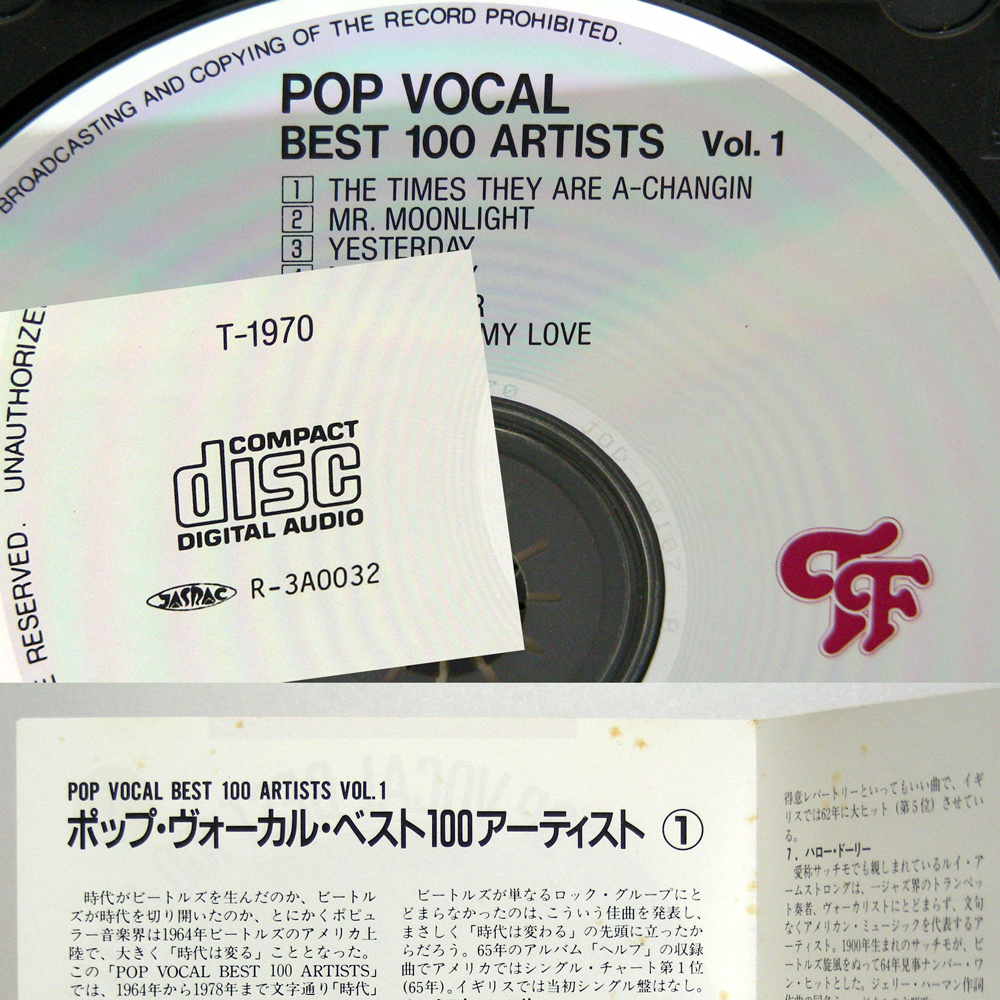 BROADCASTING AND COPYING OF THE RECORD PROHIBITED.
POP VOCAL
BEST 100 ARTISTS Vol. 1
1 THE TIMES THEY ARE A-CHANGIN
2 MR. MOONLIGHT
3 YESTERDAY
MY LOVE
RESERVED. UNAUTHORIZE
T-1970
COMPACT
disc
DIGITAL AUDIO
JASRAC R-3A0032
POP VOCAL BEST 100 ARTISTS VOL.1
ポップ・ヴォーカル・ベスト100アーティスト ①
時代がビートルズを生んだのか、ビートル
ズが時代を切り開いたのか、とにかくポピュ
ラー音楽界は1964年ビートルズのアメリカ上
陸で、大きく「時代は変る」こととなった。
この「POP VOCAL BEST 100 ARTISTS」
では、1964年から1978年まで文字通り「時代」
ビートルズが単なるロック・グループにと
どまらなかったのは、こういう佳曲を発表し、
まさしく「時代は変わる」の先頭に立ったか
らだろう。65年のアルバム「ヘルプ」の収録
曲でアメリカではシングル・チャート第1位
(65年)。イギリスでは当初シングル盤はなし。
得意レパートリーといってもいい曲で、イギ
リスでは62年に大ヒット（第5位）させてい
る。
7．ハロー・ドーリー
愛称サッチモでも親しまれているルイ・ア
ームストロングは、一ジャズ界のトランペッ
ト奏者、ヴォーカリストにとどまらず、文句
なくアメリカン・ミュージックを代表するア
ーティスト。1900年生まれのサッチモが、ビ
ートルズ旋風をぬって64年見事ナンバー・ワ
ン・ヒットとした。ジェリー・ハーマン作詞